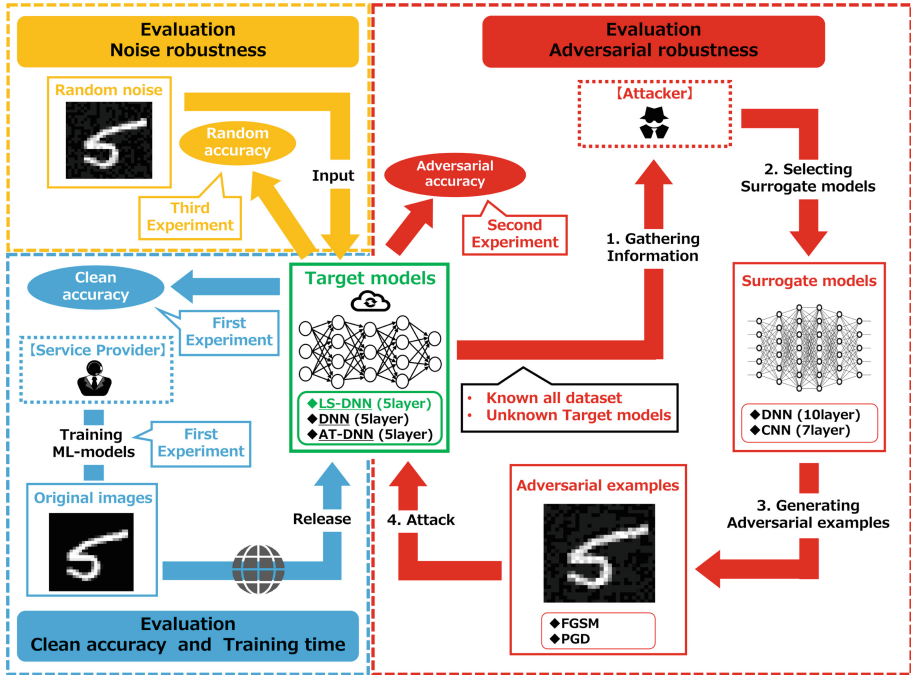 Evaluation
Noise robustness
Random noise
Random
accuracy
Input
Third
Experiment
Evaluation
Adversarial robustness
【Attacker】
Adversarial
accuracy
Second
Experiment
1. Gathering
Information
2. Selecting
Surrogate models
Clean
accuracy
First
Experiment
【Service Provider】
Training
ML-models
First
Experiment
Original images
Release
Evaluation
Clean accuracy and Training time
Target models
◆LS-DNN (5layer)
◆DNN (5layer)
◆AT-DNN (5layer)
• Known all dataset
• Unknown Target models
Surrogate models
◆DNN (10layer)
◆CNN (7layer)
3. Generating
Adversarial examples
Adversarial examples
◆FGSM
◆PGD
4. Attack